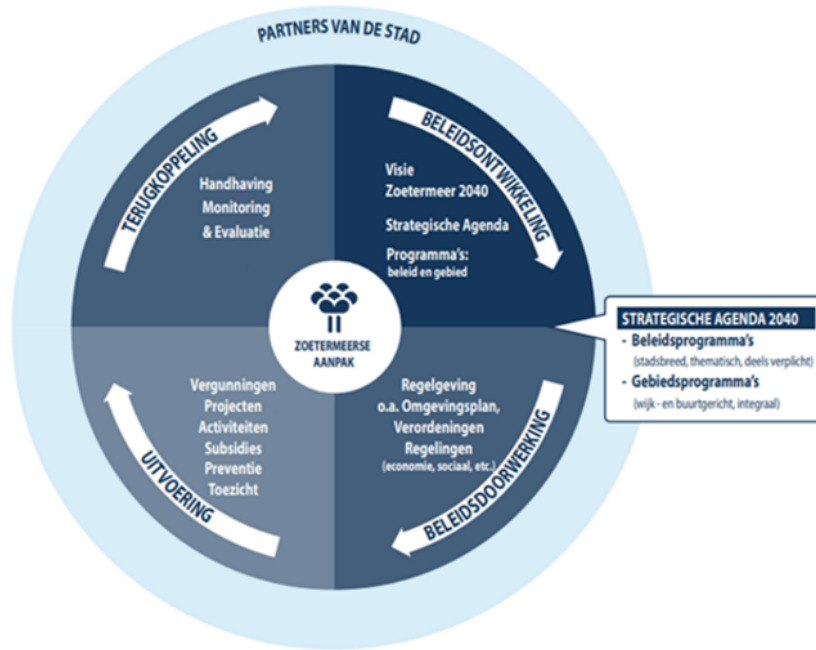 PARTNERS VAN DE STAD
TERUGKOPPELING
Handhaving
Monitoring
& Evaluatie
BELEIDSONTWIKKELING
Visie
Zoetermeer 2040
Strategische Agenda
Programma's:
beleid en gebied
ZOETERMEERSE
AANPAK
STRATEGISCHE AGENDA 2040
- Beleidsprogramma's
(stadsbreed, thematisch, deels verplicht)
- Gebiedsprogramma's
(wijk - en buurtgericht, integraal)
Regelgeving
o.a. Omgevingsplan,
Verordeningen
Regelingen
(economie, sociaal, etc.)
BELEIDSDOORWERKING
Vergunningen
Projecten
Activiteiten
Subsidies
Preventie
Toezicht
UITVOERING